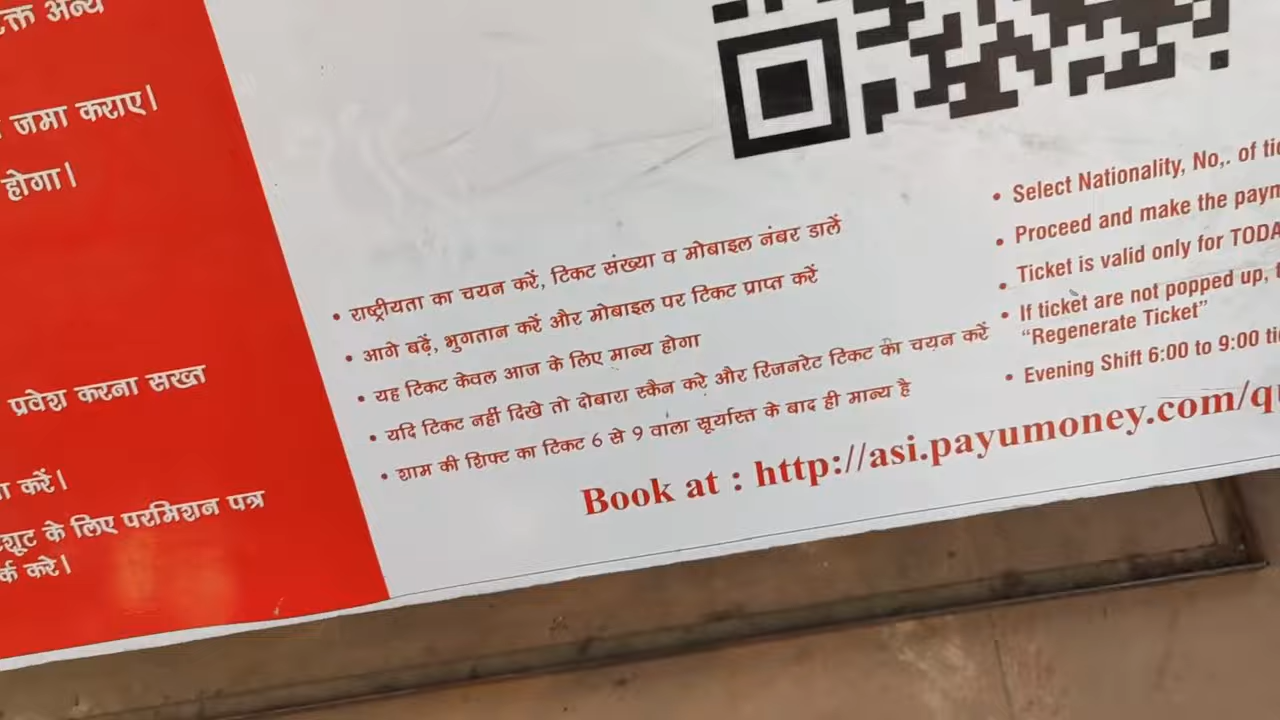 अन्य
जमा कराए।
होगा।
प्रवेश करना सख्त
करें।
के लिए परमिशन पत्र
करे।
• राष्ट्रीयता का चयन करें, टिकट संख्या व मोबाइल नंबर डालें
• आगे बढ़ें, भुगतान करें और मोबाइल पर टिकट प्राप्त करें
• यह टिकट केवल आज के लिए मान्य होगा
• यदि टिकट नहीं दिखे तो दोबारा स्कैन करे और रिजनरेट टिकट का चयन करें
• शाम की शिफ्ट का टिकट 6 से 9 वाला सूर्यास्त के बाद ही मान्य है
• Select Nationality, No,. of
• Proceed and make the
• Ticket is valid only for
• If ticket are not popped up,
“Regenerate Ticket”
• Evening Shift 6:00 to 9:00
Book at : http://asi.payumoney.com/